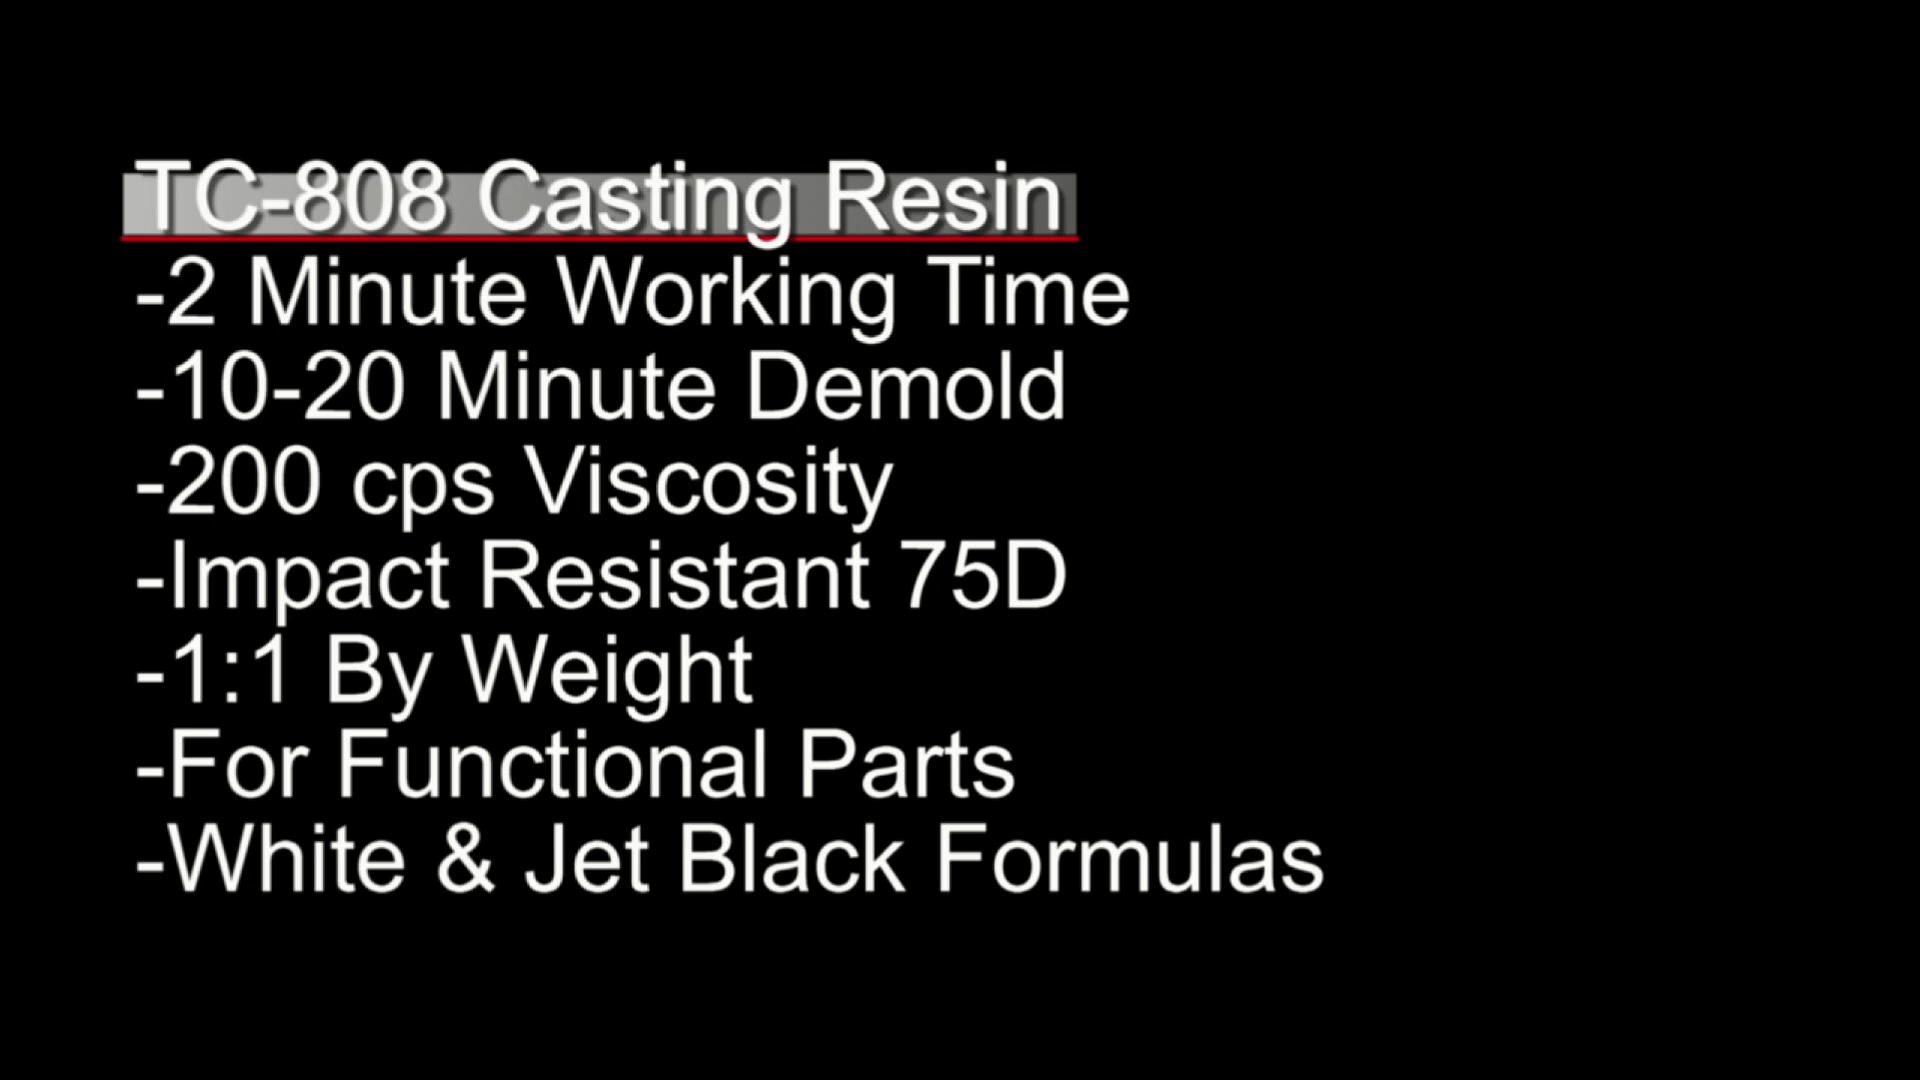 TC-808 Casting Resin
-2 Minute Working Time
-10-20 Minute Demold
-200 cps Viscosity
-Impact Resistant 75D
-1:1 By Weight
-For Functional Parts
-White & Jet Black Formulas